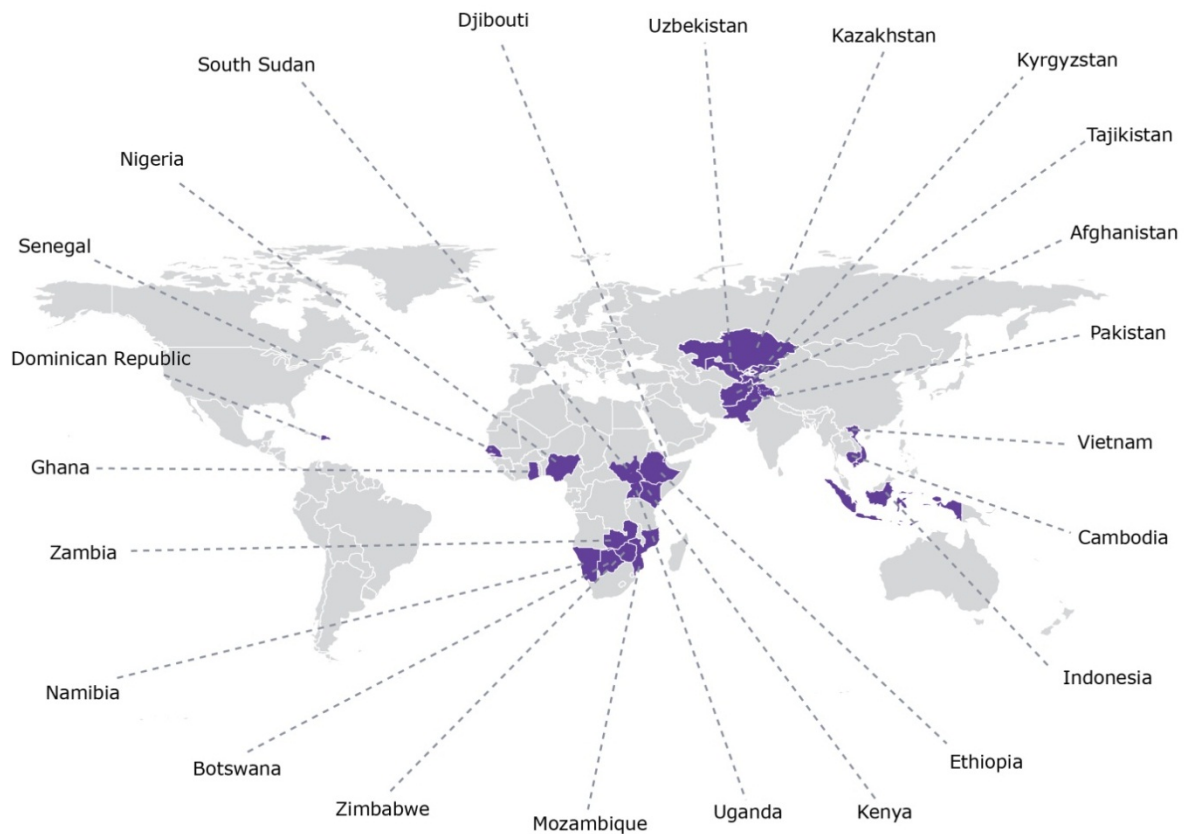 Djibouti
Uzbekistan
Kazakhstan
South Sudan
Kyrgyzstan
Tajikistan
Nigeria
Senegal
Afghanistan
Pakistan
Dominican Republic
Vietnam
Ghana
Cambodia
Zambia
Indonesia
Namibia
Ethiopia
Botswana
Zimbabwe
Uganda
Kenya
Mozambique